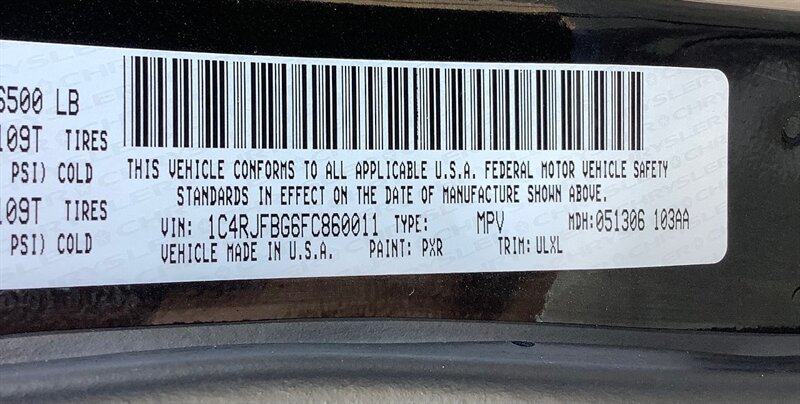 6500 LB
109T TIRES
PSI) COLD
109T TIRES
PSI) COLD
THIS VEHICLE CONFORMS TO ALL APPLICABLE U.S.A. FEDERAL MOTOR VEHICLE SAFETY
STANDARDS IN EFFECT ON THE DATE OF MANUFACTURE SHOWN ABOVE.
VIN: 1C4RJFBG6FC860011 TYPE: MPV MDH:051306 103AA
VEHICLE MADE IN U.S.A. PAINT: PXR TRIM: ULXL